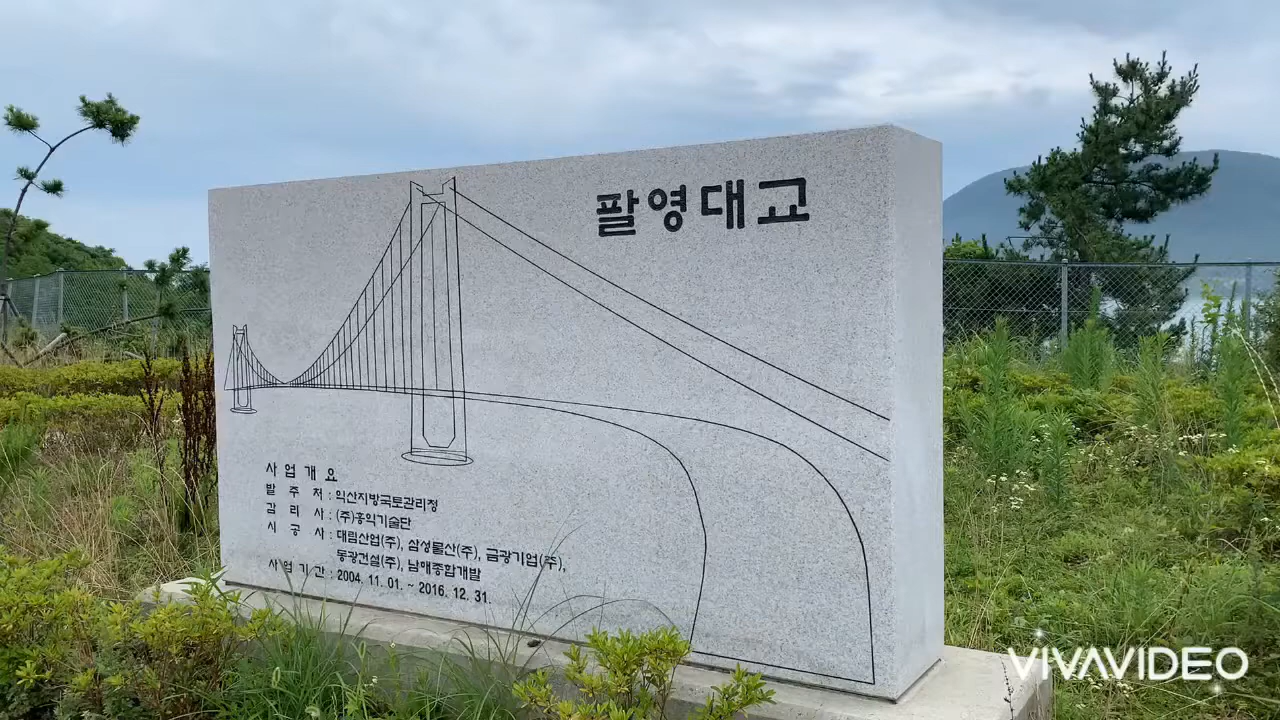 팔영대교
사업개요
발 주 처 : 익산지방국토관리청
감 리 사 : (주)홍익기술단
시 공 사 : 대림산업(주), 삼성물산(주), 금광기업(주),
동광건설(주), 남해종합개발
사업기간 : 2004. 11. 01. ~ 2016. 12. 31.
VIVAVIDEO